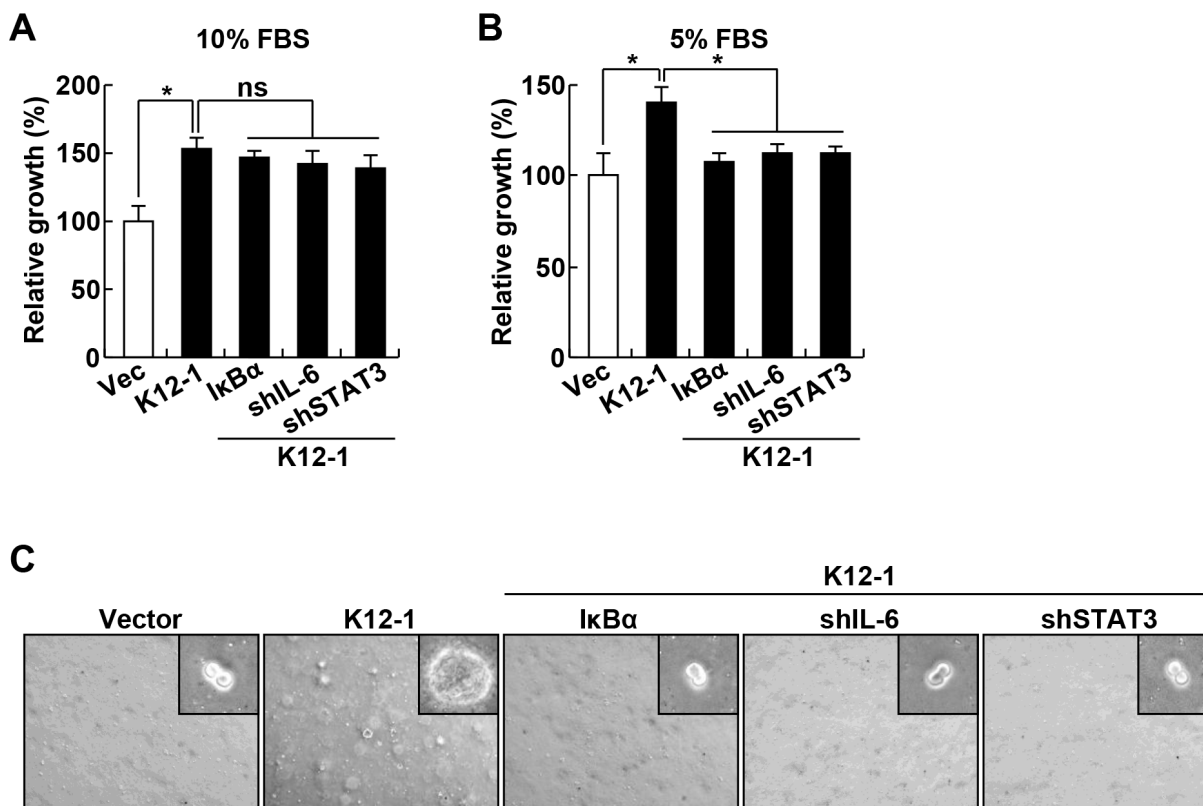 A
10% FBS
Relative growth (%)
200
150
100
50
0
*
ns
Vec
K12-1
IκBα
shIL-6
shSTAT3
K12-1
B
5% FBS
Relative growth (%)
150
100
50
0
*
*
Vec
K12-1
IκBα
shIL-6
shSTAT3
K12-1
C
K12-1
Vector
K12-1
IκBα
shIL-6
shSTAT3